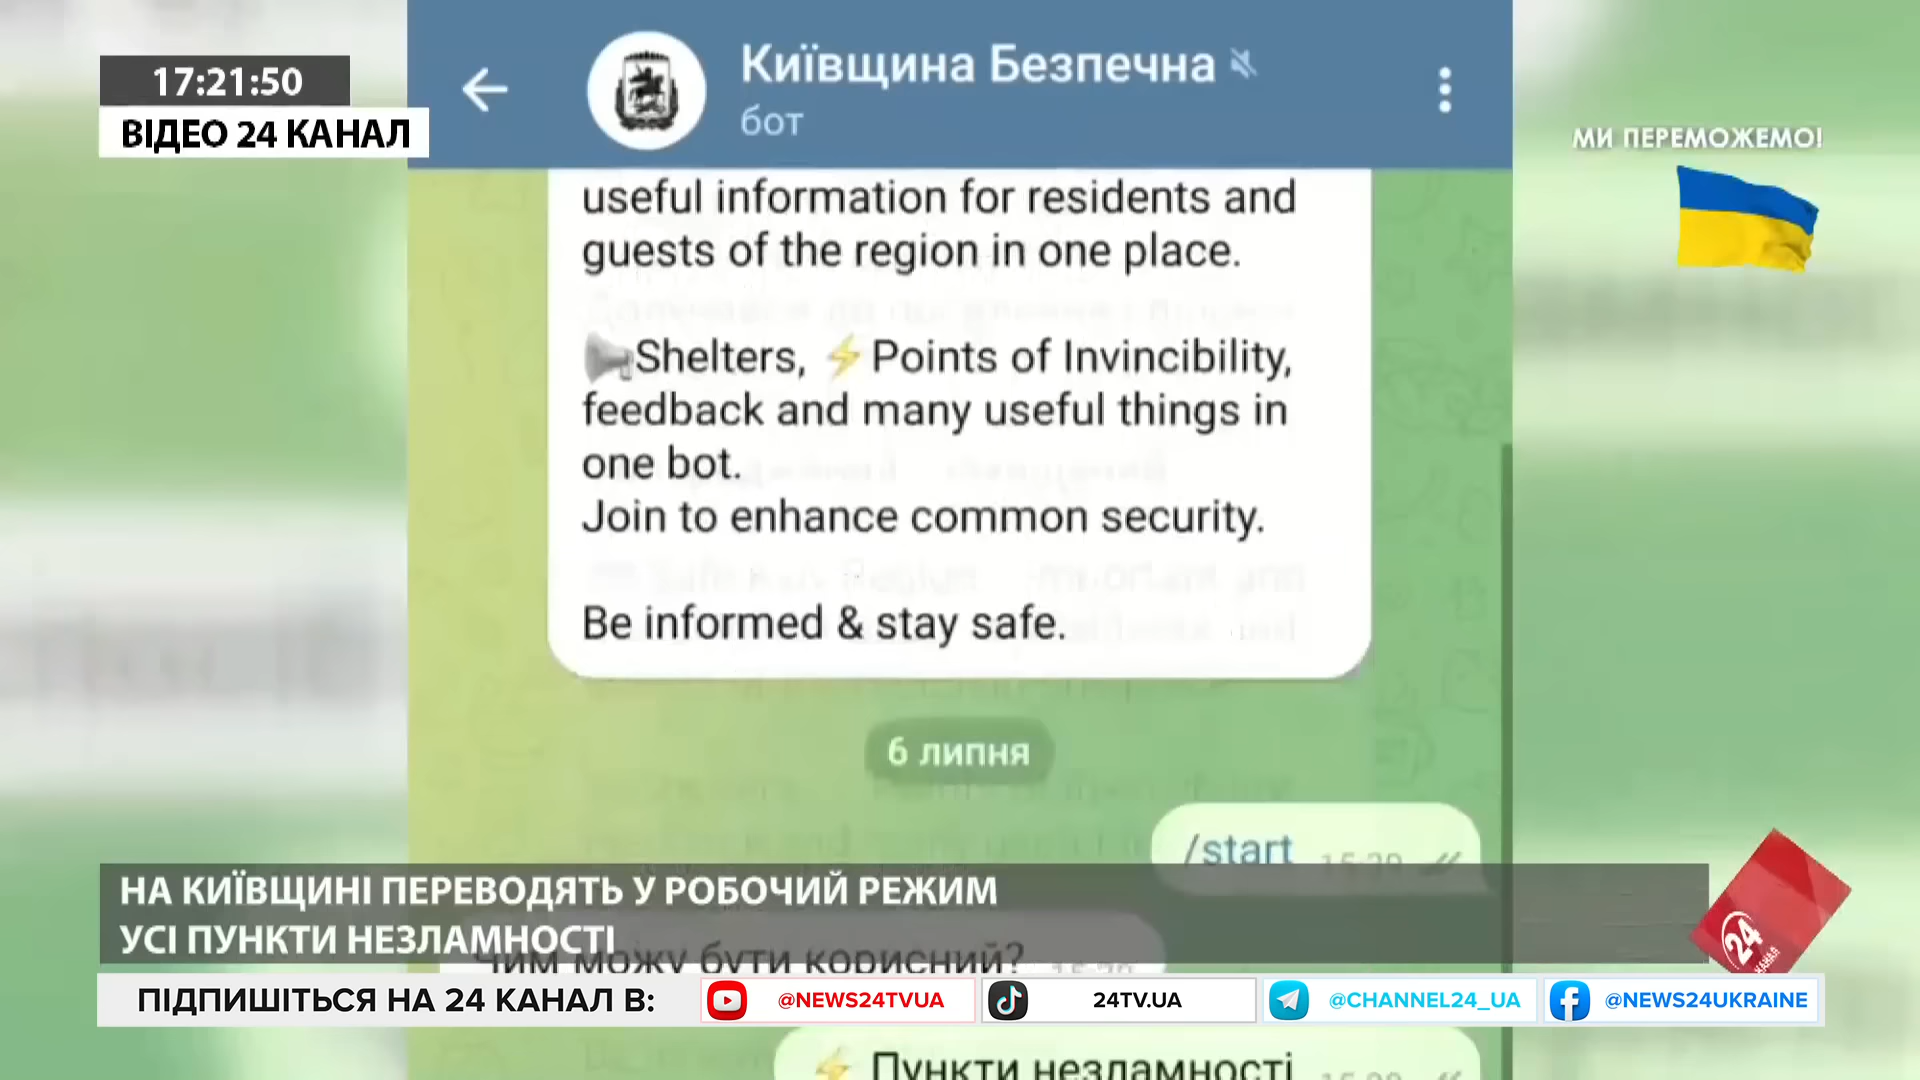 17:21:50
ВІДЕО 24 КАНАЛ
Київщина Безпечна
бот
МИ ПЕРЕМОЖЕМО!
useful information for residents and
guests of the region in one place.
Shelters, ⚡Points of Invincibility,
feedback and many useful things in
one bot.
Join to enhance common security.
Be informed & stay safe.
6 липня
/start
НА КИЇВЩИНІ ПЕРЕВОДЯТЬ У РОБОЧИЙ РЕЖИМ
УСІ ПУНКТИ НЕЗЛАМНОСТІ
Чим можу бути корисний?
24
КАНАЛ
ПІДПИШІТЬСЯ НА 24 КАНАЛ В:
@NEWS24TVUA
24TV.UA
@CHANNEL24_UA
@NEWS24UKRAINE
⚡ Пункти незламності